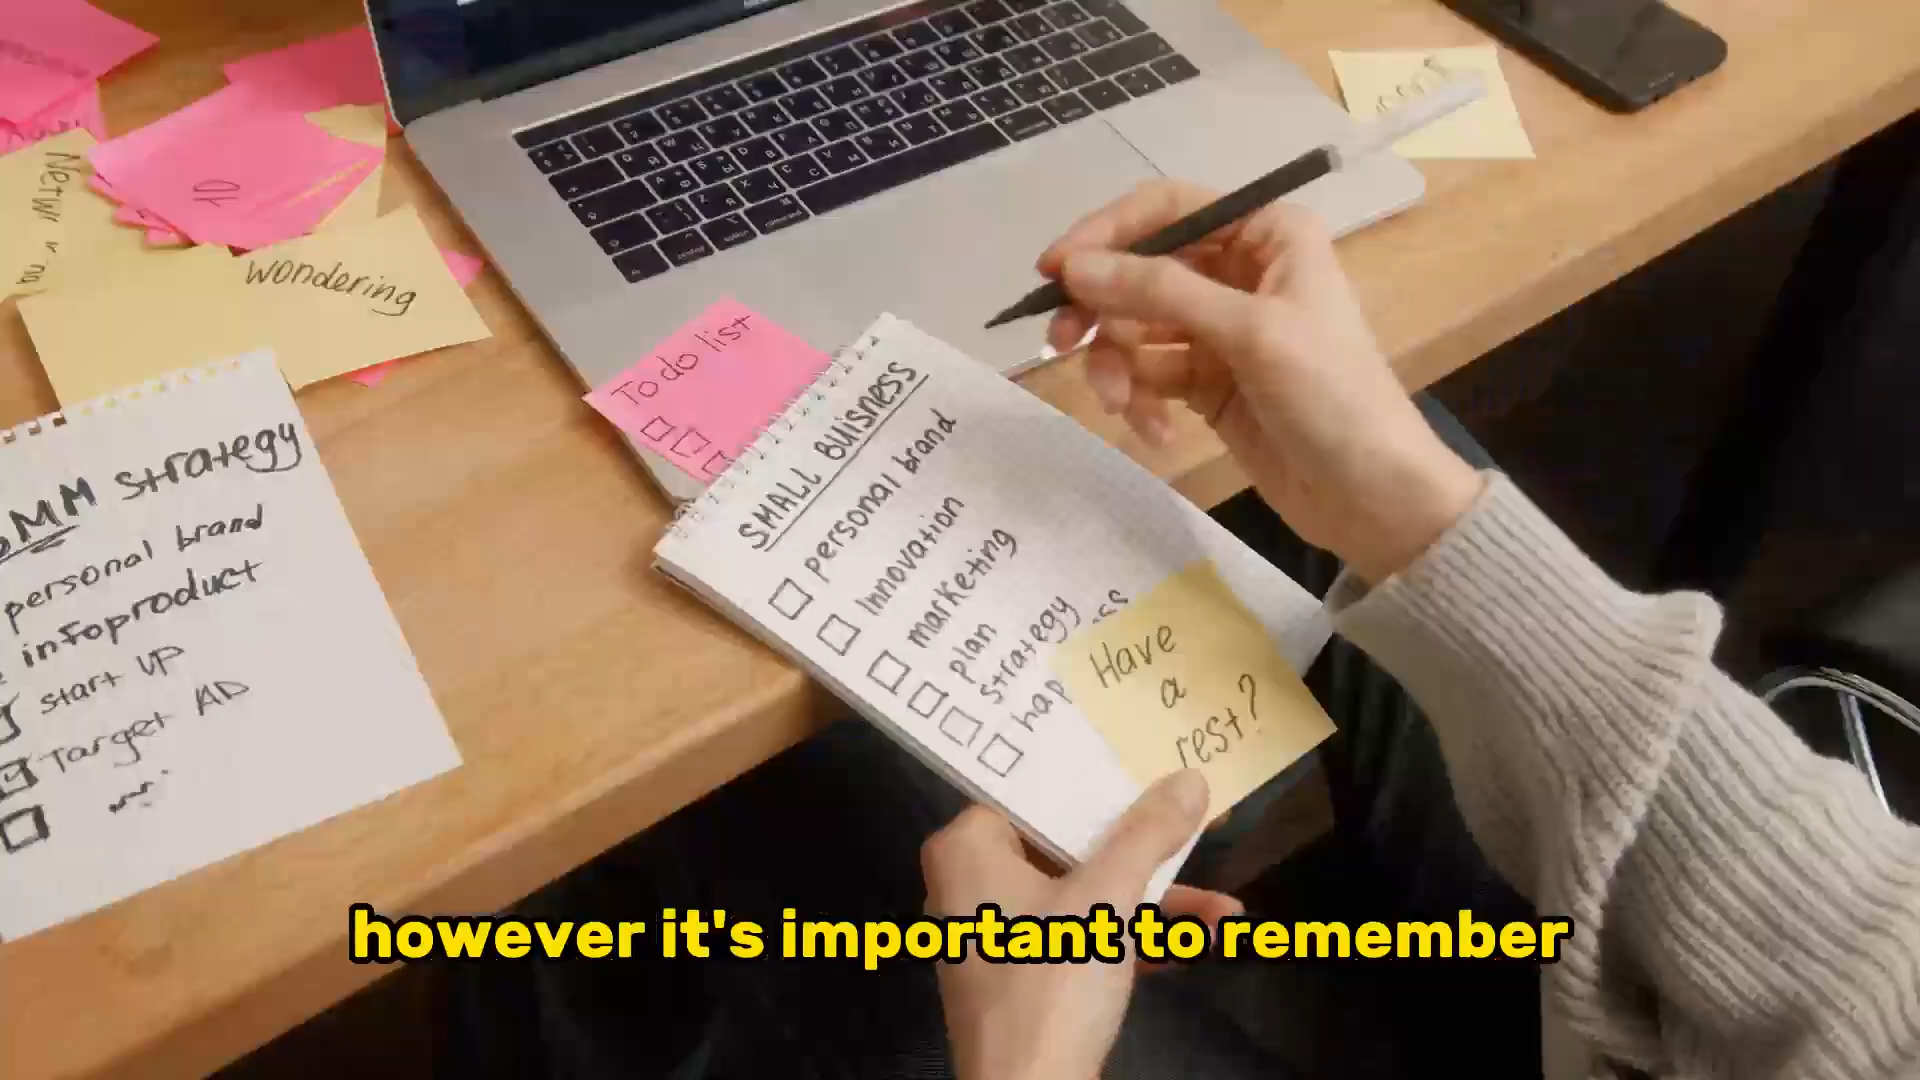 wondering
To do list
SMM strategy
personal brand
infoproduct
start UP
Target AD
SMALL BUISNESS
personal brand
Innovation
marketing
plan
strategy
Have
a
rest?
however it's important to remember